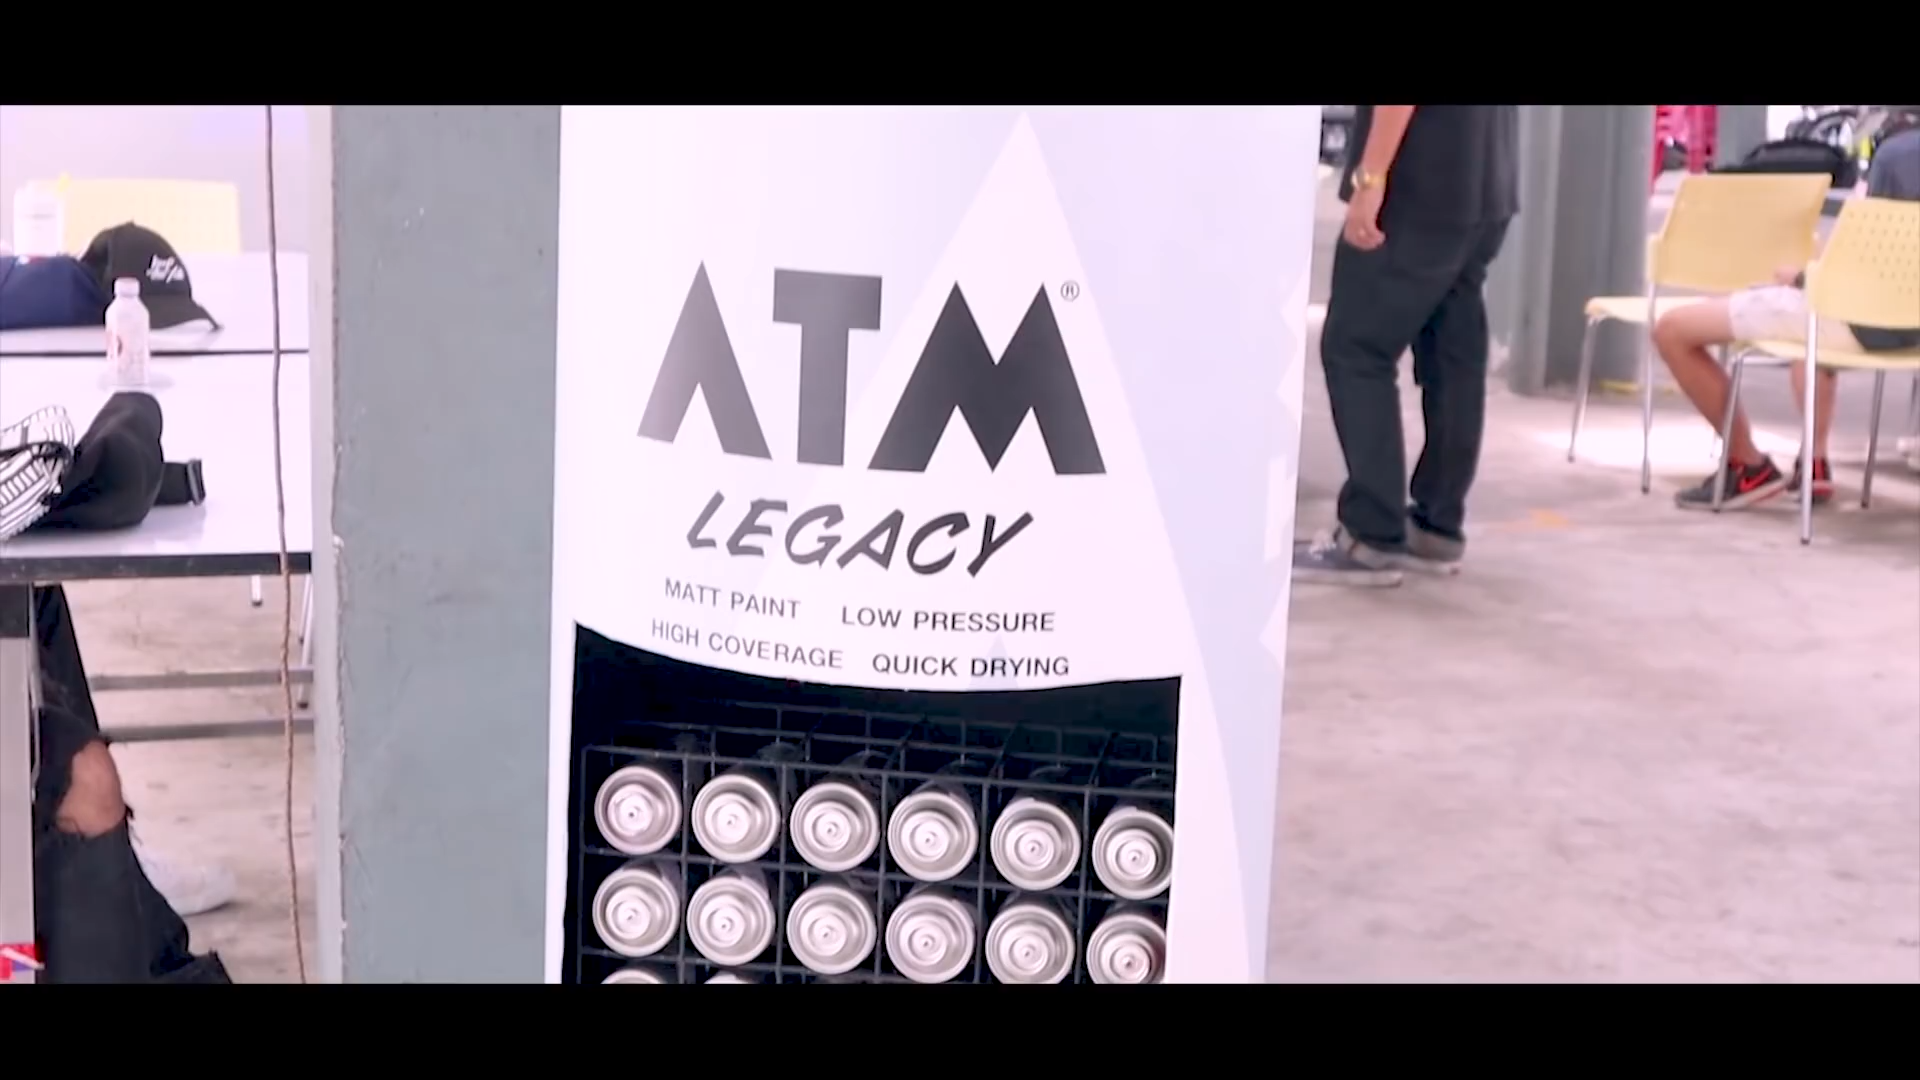 ATM®
LEGACY
MATT PAINT LOW PRESSURE
HIGH COVERAGE QUICK DRYING